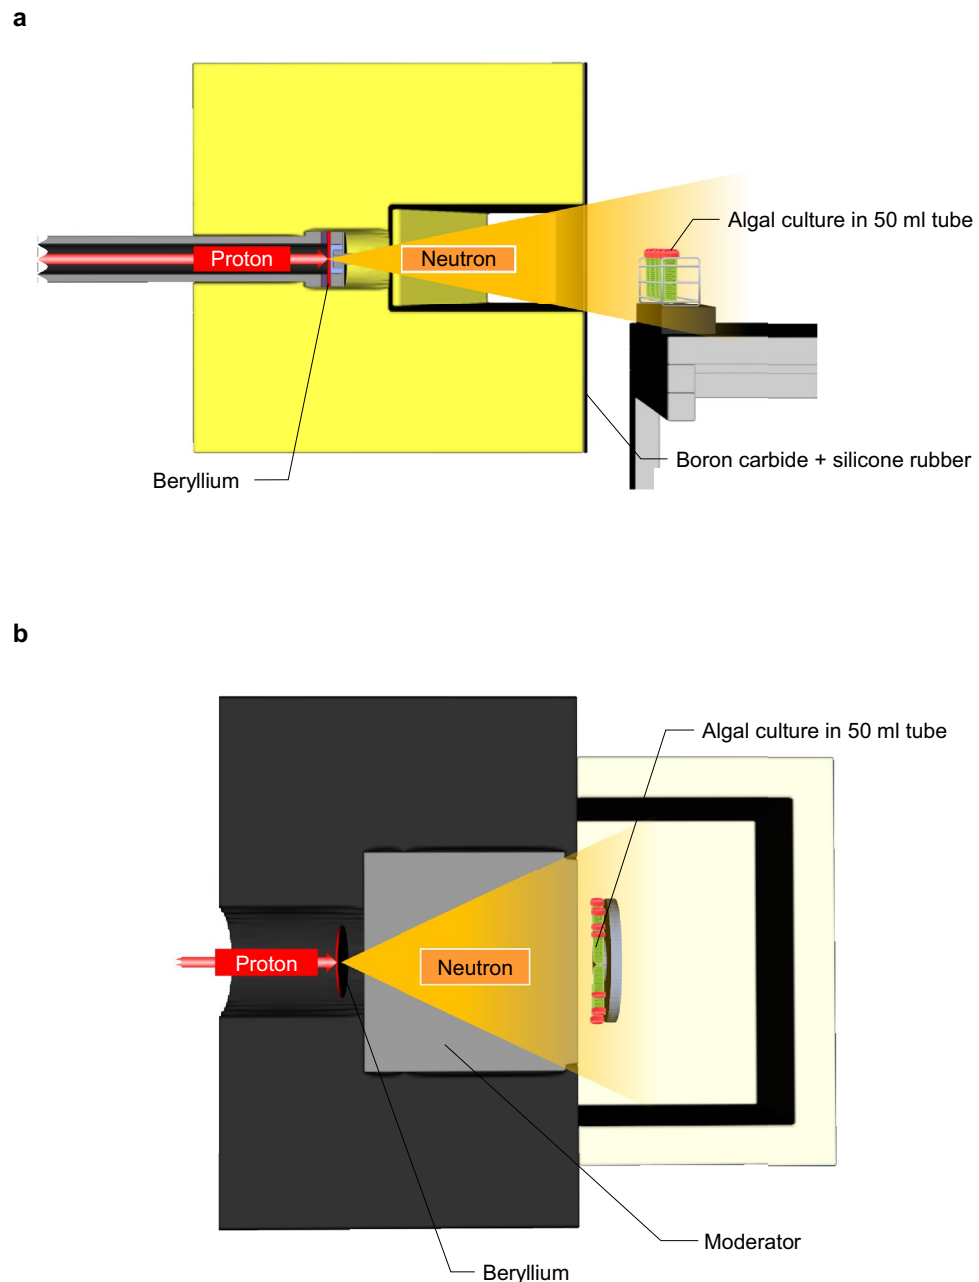 a
Algal culture in 50 ml tube
Proton
Neutron
Boron carbide + silicone rubber
Beryllium
b
Algal culture in 50 ml tube
Proton
Neutron
Moderator
Beryllium